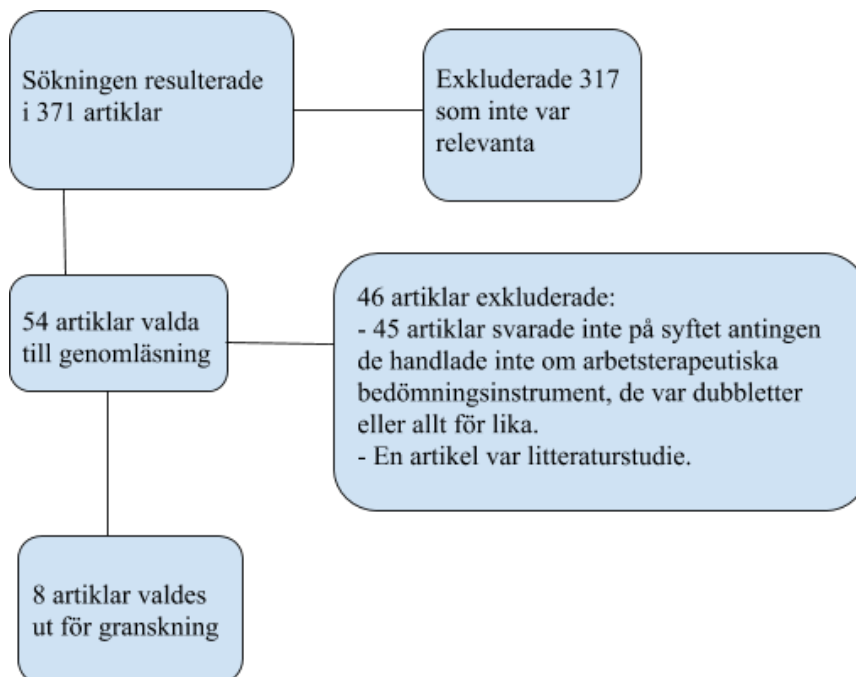 Sökningen resulterade
i 371 artiklar
Exkluderade 317
som inte var
relevanta
54 artiklar valda
till genomläsning
46 artiklar exkluderade:
- 45 artiklar svarade inte på syftet antingen
de handlade inte om arbetsterapeutiska
bedömningsinstrument, de var dubbletter
eller allt för lika.
- En artikel var litteraturstudie.
8 artiklar valdes
ut för granskning